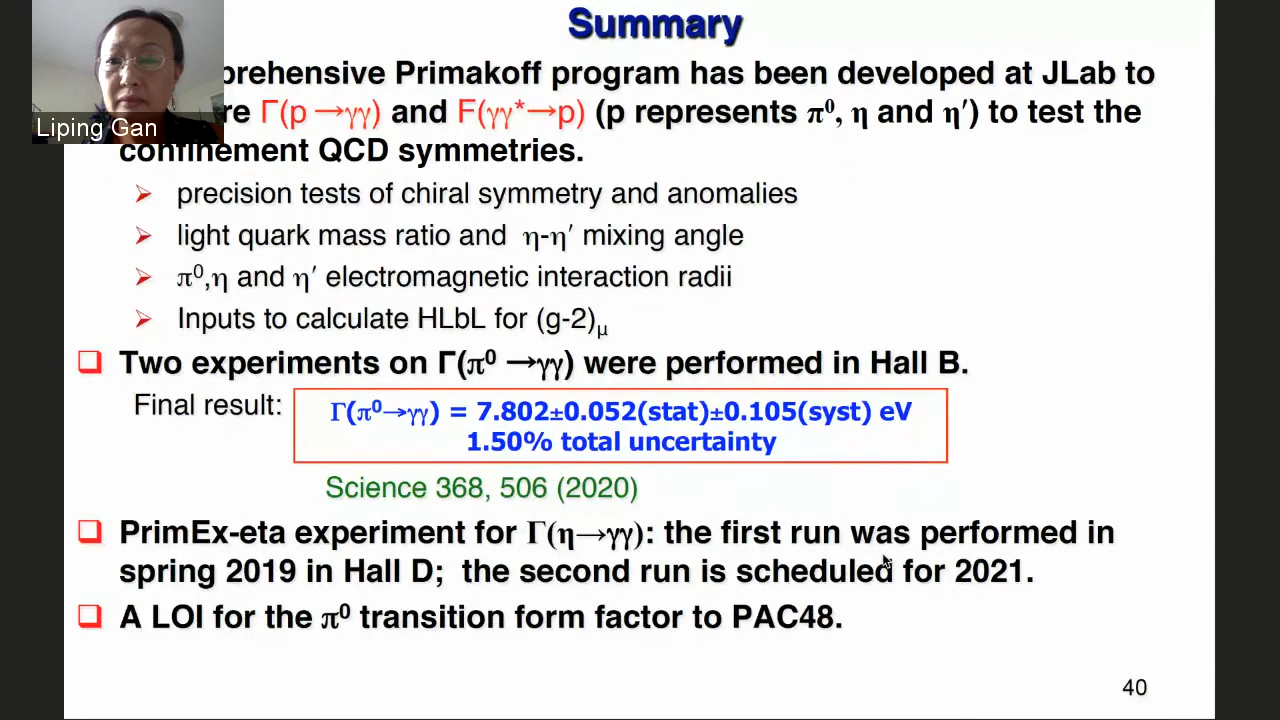 Summary
prehensive Primakoff program has been developed at JLab to
re Γ(p →γγ) and F(γγ*→p) (p represents π⁰, η and η′) to test the
Liping Gan
confinement QCD symmetries.
➢ precision tests of chiral symmetry and anomalies
➢ light quark mass ratio and η-η′ mixing angle
➢ π⁰,η and η′ electromagnetic interaction radii
➢ Inputs to calculate HLbL for (g-2)μ
❑ Two experiments on Γ(π⁰ →γγ) were performed in Hall B.
Final result:
Γ(π⁰→γγ) = 7.802±0.052(stat)±0.105(syst) eV
1.50% total uncertainty
Science 368, 506 (2020)
❑ PrimEx-eta experiment for Γ(η→γγ): the first run was performed in
spring 2019 in Hall D; the second run is scheduled for 2021.
❑ A LOI for the π⁰ transition form factor to PAC48.
40